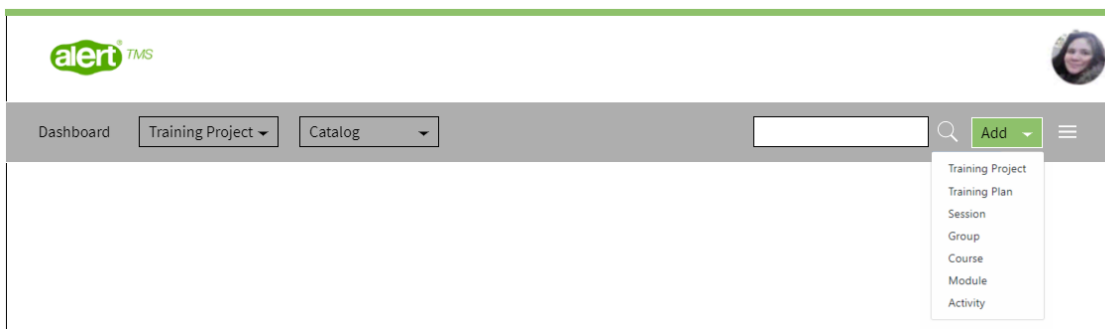 alert® TMS
Dashboard Training Project Catalog Add
Training Project
Training Plan
Session
Group
Course
Module
Activity